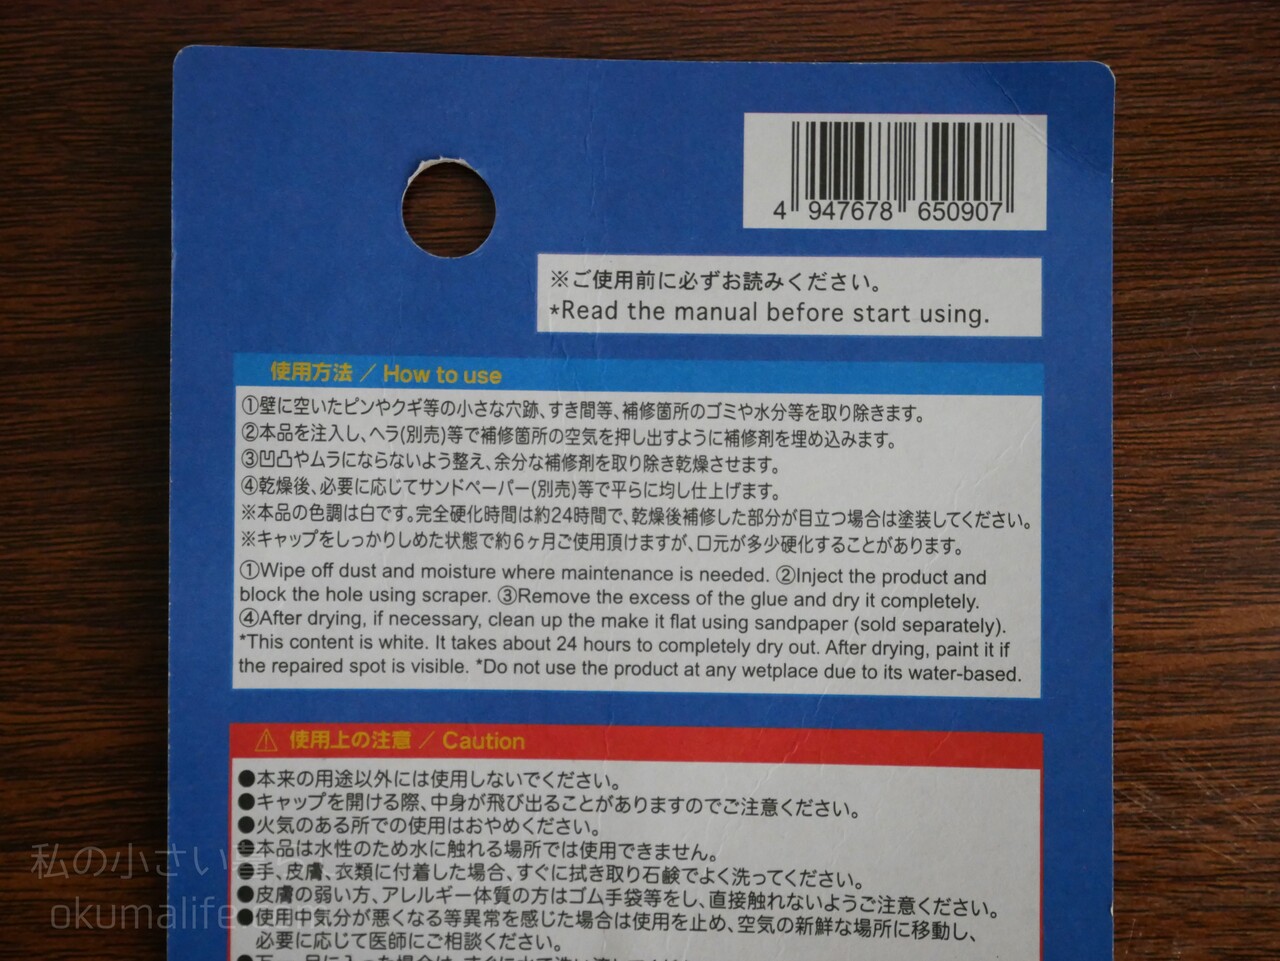 4 947678 650907
※ご使用前に必ずお読みください。
*Read the manual before start using.
使用方法 / How to use
①壁に空いたピンやクギ等の小さな穴跡、すき間等、補修箇所のゴミや水分等を取り除きます。
②本品を注入し、ヘラ(別売)等で補修箇所の空気を押し出すように補修剤を埋め込みます。
③凹凸やムラにならないよう整え、余分な補修剤を取り除き乾燥させます。
④乾燥後、必要に応じてサンドペーパー(別売)等で平らに均し仕上げます。
※本品の色調は白です。完全硬化時間は約24時間で、乾燥後補修した部分が目立つ場合は塗装してください。
※キャップをしっかりしめた状態で約6ヶ月ご使用頂けますが、口元が多少硬化することがあります。
①Wipe off dust and moisture where maintenance is needed. ②Inject the product and
block the hole using scraper. ③Remove the excess of the glue and dry it completely.
④After drying, if necessary, clean up the make it flat using sandpaper (sold separately).
*This content is white. It takes about 24 hours to completely dry out. After drying, paint it if
the repaired spot is visible. *Do not use the product at any wetplace due to its water-based.
使用上の注意 / Caution
●本来の用途以外には使用しないでください。
●キャップを開ける際、中身が飛び出ることがありますのでご注意ください。
●火気のある所での使用はおやめください。
●本品は水性のため水に触れる場所では使用できません。
●手、皮膚、衣類に付着した場合、すぐに拭き取り石鹸でよく洗ってください。
●皮膚の弱い方、アレルギー体質の方はゴム手袋等をし、直接触れないようご注意ください。
●使用中気分が悪くなる等異常を感じた場合は使用を止め、空気の新鮮な場所に移動し、
必要に応じて医師にご相談ください。
私の小さい
okumalife.